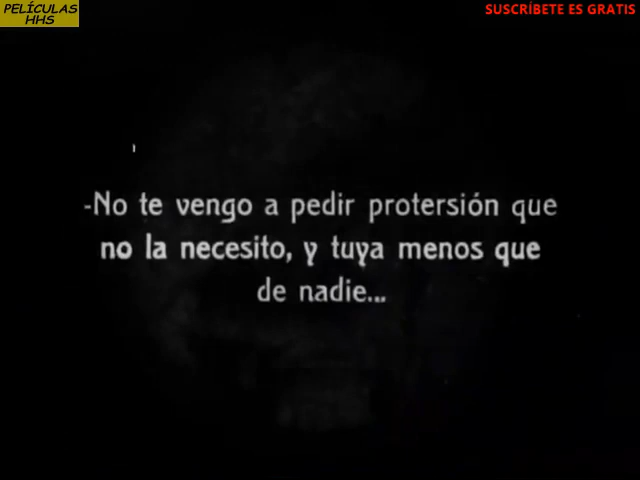 PELÍCULAS
HHS
SUSCRÍBETE ES GRATIS
-No te vengo a pedir protersión que
no la necesito, y tuya menos que
de nadie...